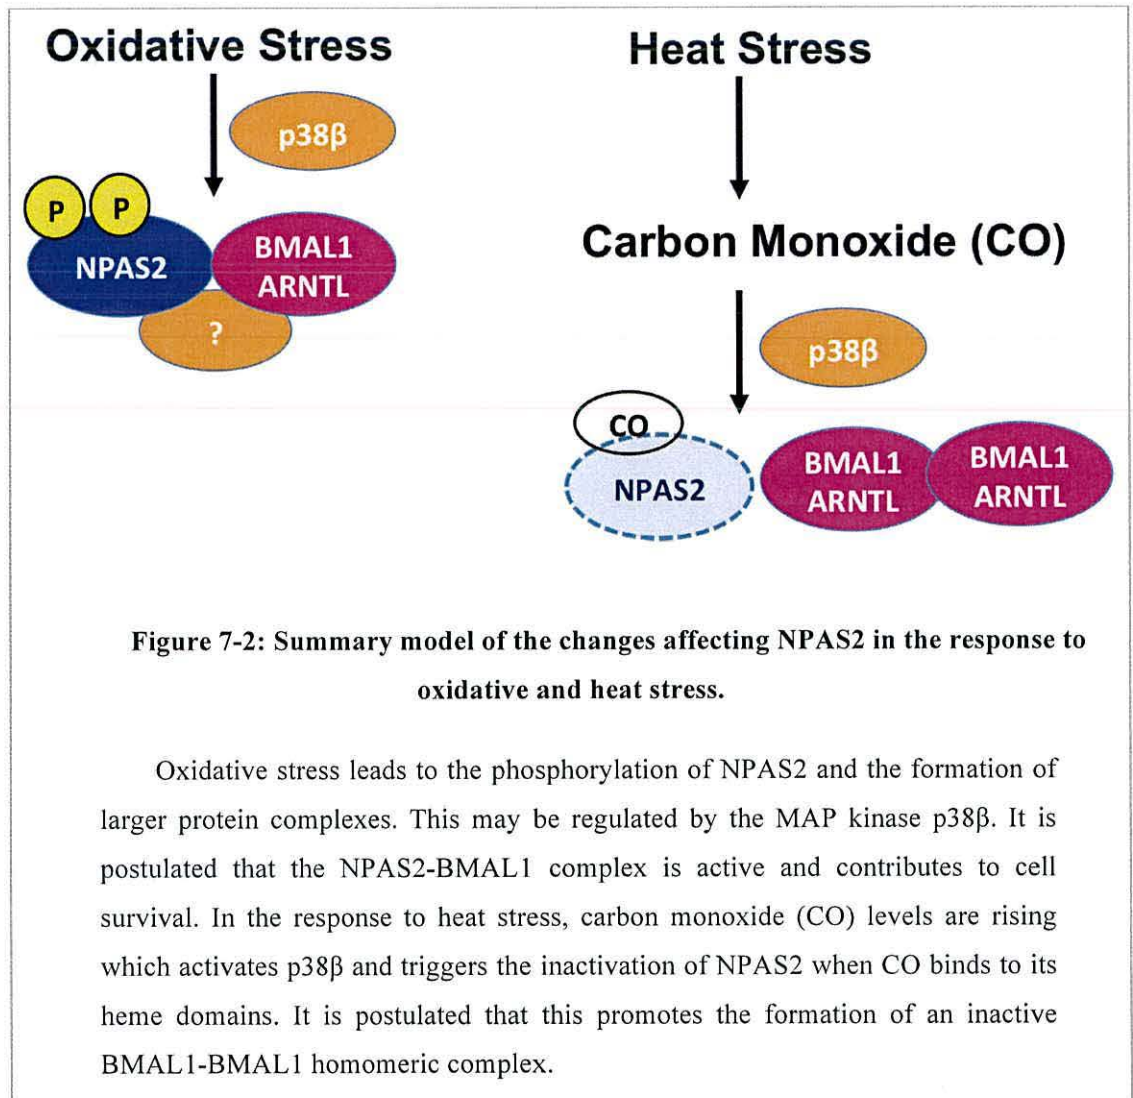 Oxidative Stress
p38β
P P
NPAS2
BMAL1
ARNTL
?
Heat Stress
Carbon Monoxide (CO)
p38β
CO
NPAS2
BMAL1
ARNTL
BMAL1
ARNTL
Figure 7-2: Summary model of the changes affecting NPAS2 in the response to
oxidative and heat stress.
Oxidative stress leads to the phosphorylation of NPAS2 and the formation of
larger protein complexes. This may be regulated by the MAP kinase p38β. It is
postulated that the NPAS2-BMAL1 complex is active and contributes to cell
survival. In the response to heat stress, carbon monoxide (CO) levels are rising
which activates p38β and triggers the inactivation of NPAS2 when CO binds to its
heme domains. It is postulated that this promotes the formation of an inactive
BMAL1-BMAL1 homomeric complex.